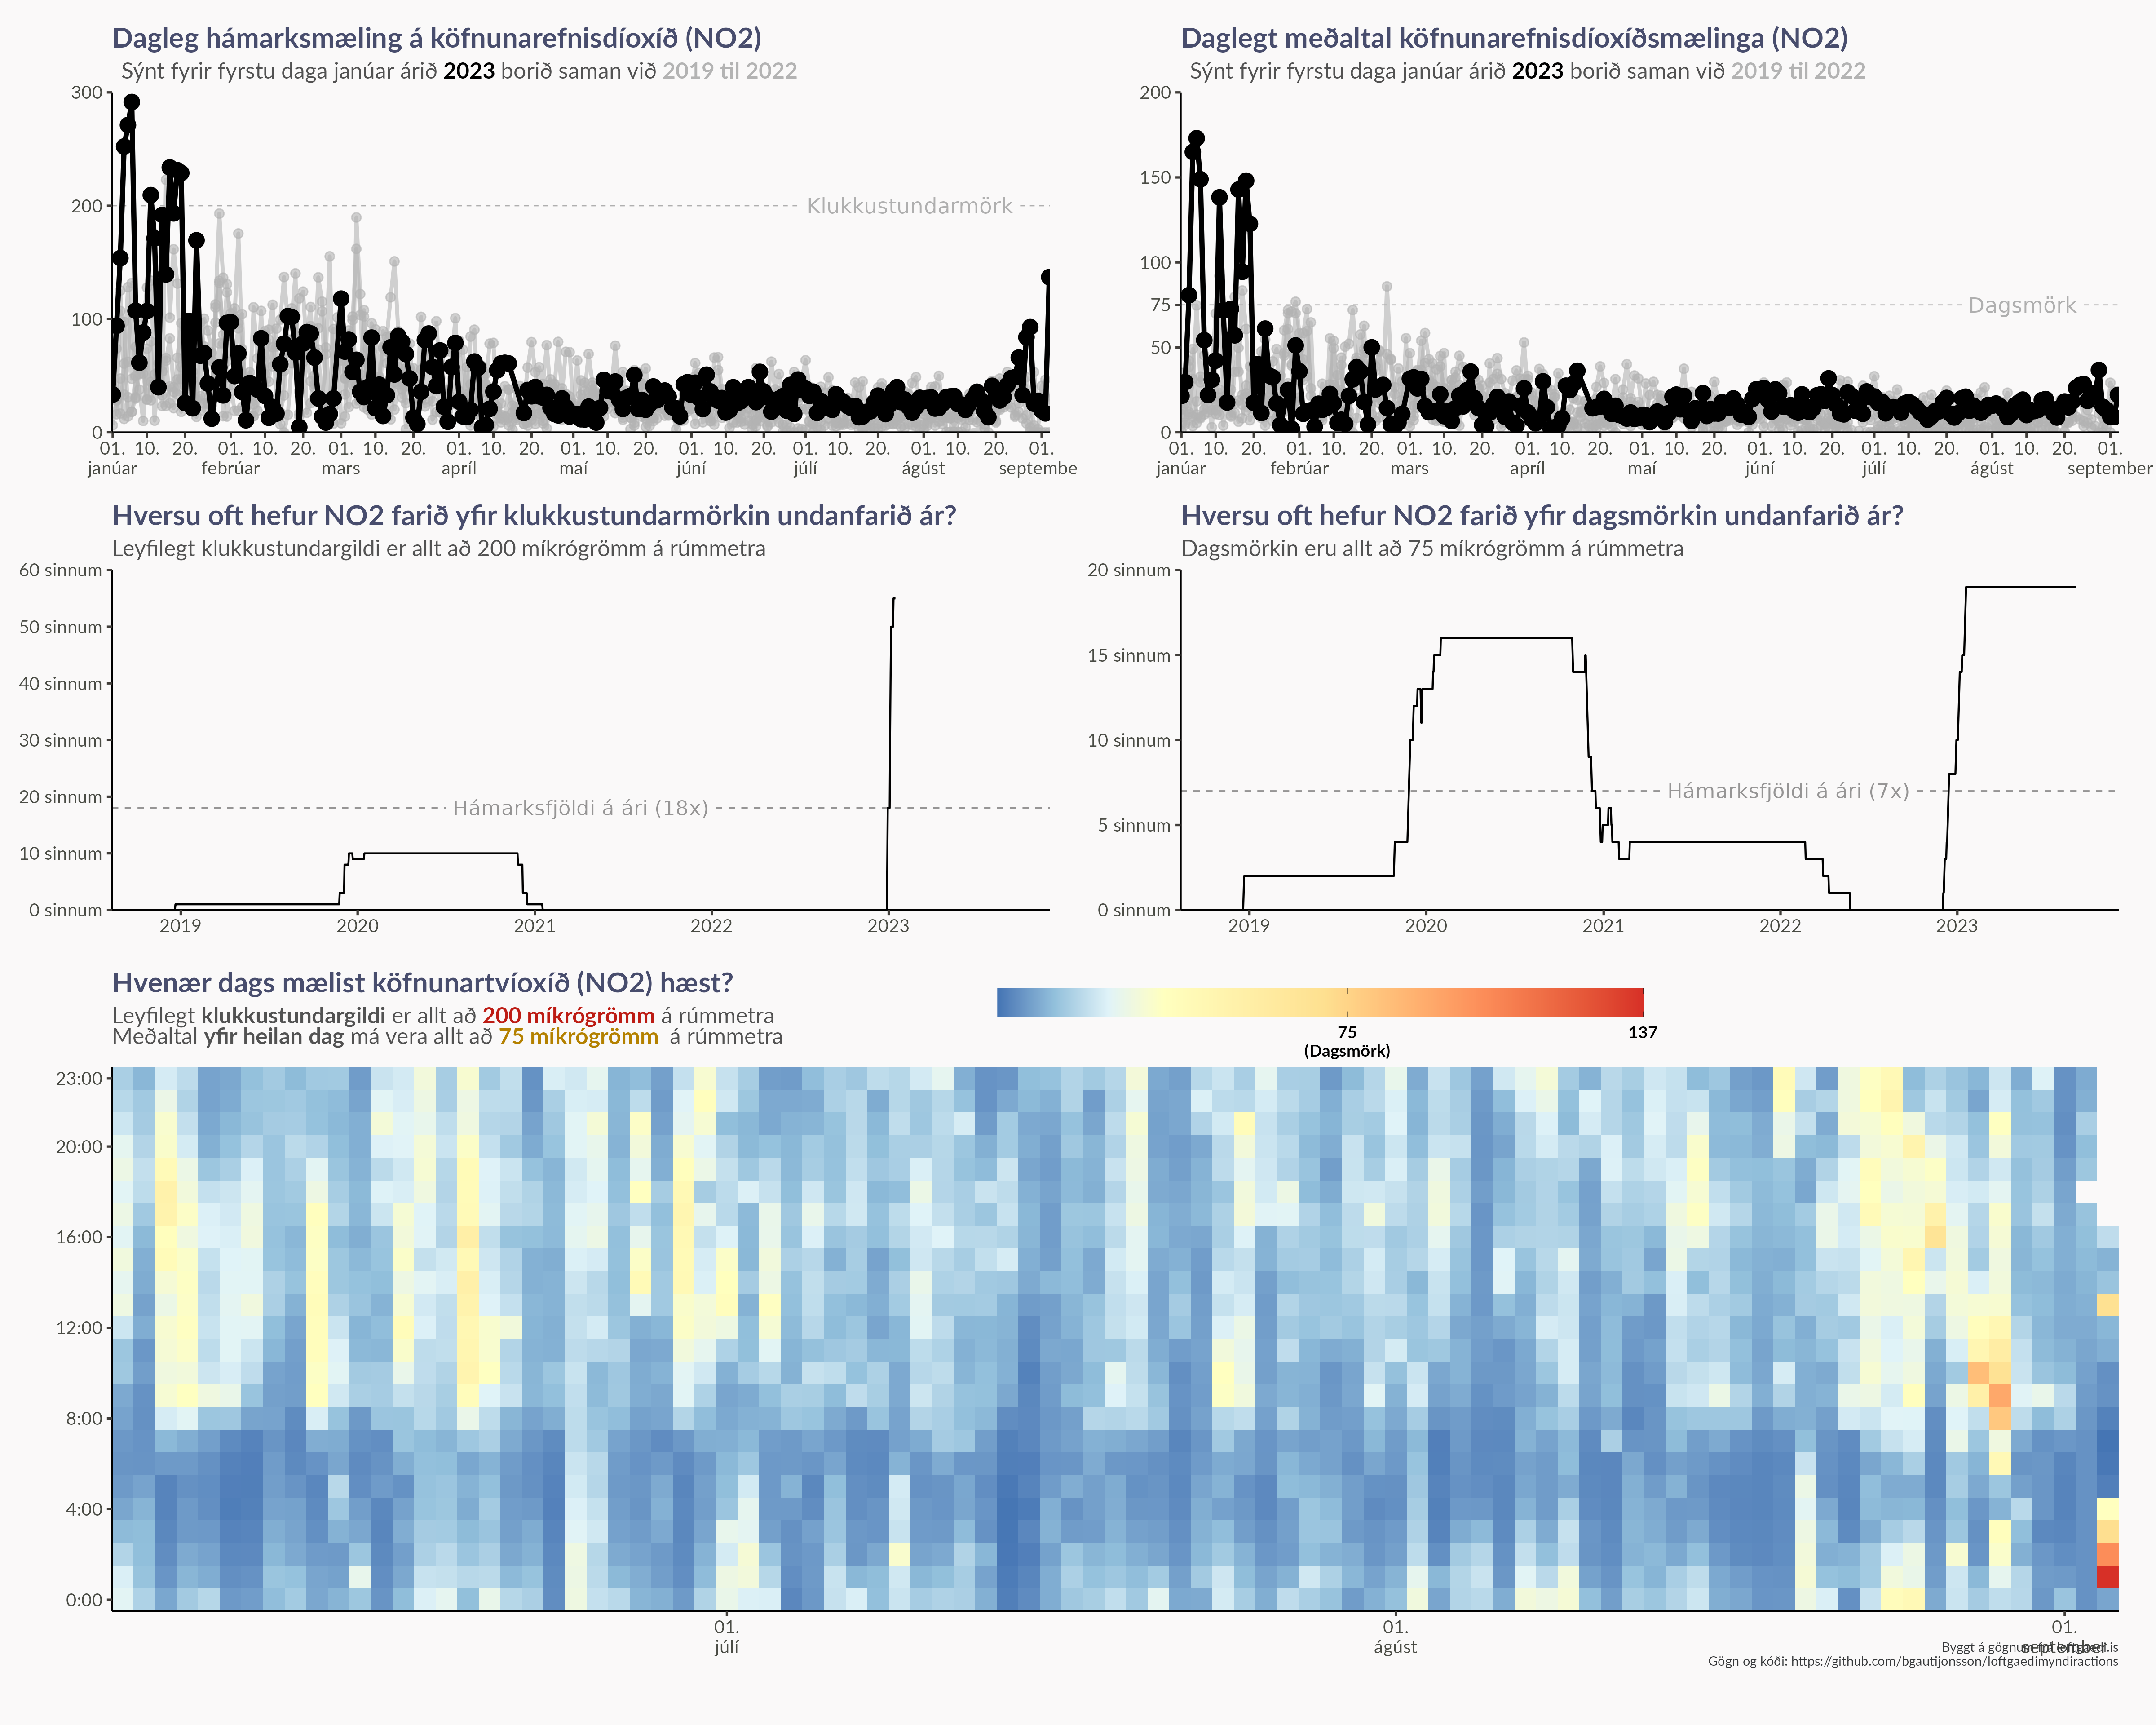 Dagleg hámarksmæling á köfnunarefnisdíoxíð (NO2)
Sýnt fyrir fyrstu daga janúar árið 2023 borið saman við 2019 til 2022
300
200
100
0
Klukkustundarmörk
01. 10. 20. 01. 10. 20. 01. 10. 20. 01. 10. 20. 01. 10. 20. 01. 10. 20. 01. 10. 20. 01. 10. 20. 01.
janúar febrúar mars apríl maí júní júlí ágúst septembe
Daglegt meðaltal köfnunarefnisdíoxíðsmælinga (NO2)
Sýnt fyrir fyrstu daga janúar árið 2023 borið saman við 2019 til 2022
200
150
100
75
50
0
Dagsmörk
01. 10. 20. 01. 10. 20. 01. 10. 20. 01. 10. 20. 01. 10. 20. 01. 10. 20. 01. 10. 20. 01. 10. 20. 01.
janúar febrúar mars apríl maí júní júlí ágúst september
Hversu oft hefur NO2 farið yfir klukkustundarmörkin undanfarið ár?
Leyfilegt klukkustundargildi er allt að 200 míkrógrömm á rúmmetra
60 sinnum
50 sinnum
40 sinnum
30 sinnum
20 sinnum
10 sinnum
0 sinnum
Hámarksfjöldi á ári (18x)
2019 2020 2021 2022 2023
Hversu oft hefur NO2 farið yfir dagsmörkin undanfarið ár?
Dagsmörkin eru allt að 75 míkrógrömm á rúmmetra
20 sinnum
15 sinnum
10 sinnum
5 sinnum
0 sinnum
Hámarksfjöldi á ári (7x)
2019 2020 2021 2022 2023
Hvenær dags mælist köfnunartvíoxíð (NO2) hæst?
Leyfilegt klukkustundargildi er allt að 200 míkrógrömm á rúmmetra
Meðaltal yfir heilan dag má vera allt að 75 míkrógrömm á rúmmetra
75 137
(Dagsmörk)
23:00
20:00
16:00
12:00
8:00
4:00
0:00
01. 01. 01.
júlí ágúst september
Byggt á gögnum frá loftgaedi.is
Gögn og kóði: https://github.com/bgautijonsson/loftgaedimyndiractions